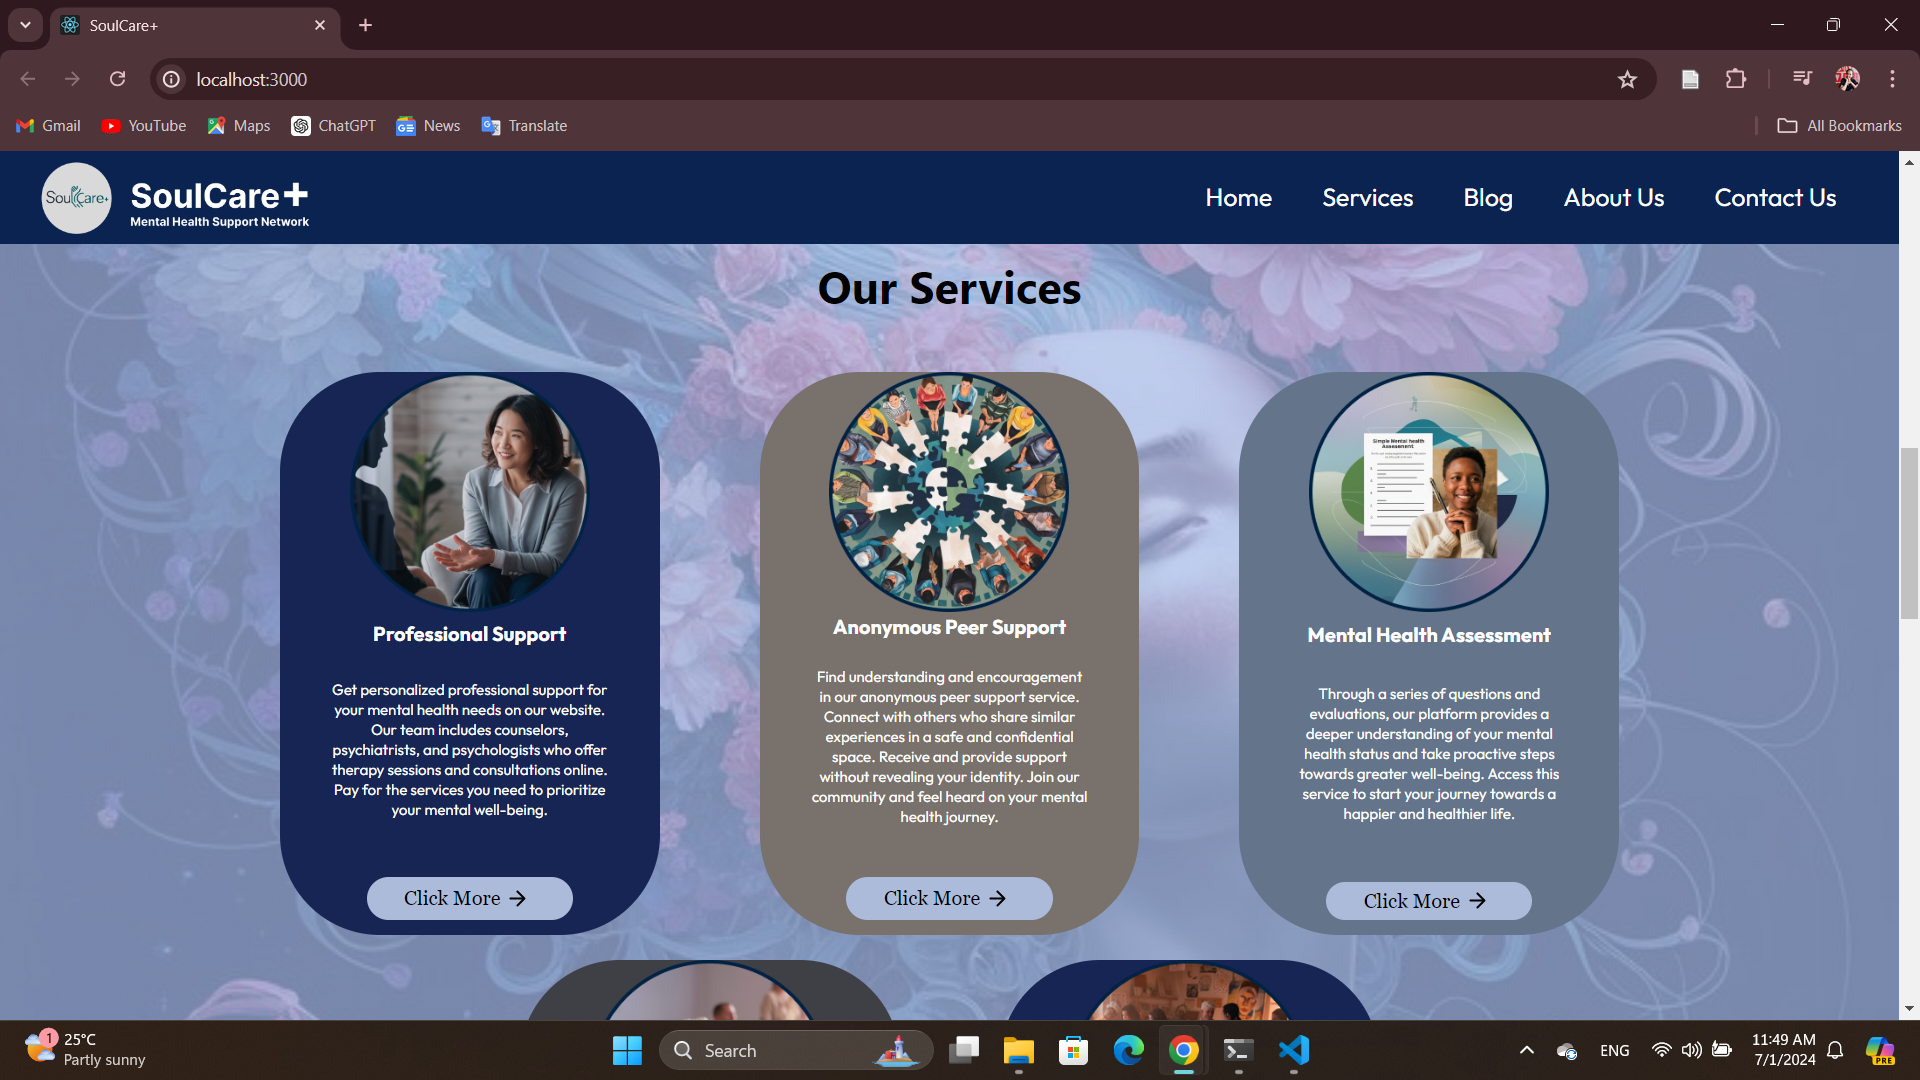 SoulCare+
localhost:3000
Gmail
YouTube
Maps
ChatGPT
News
Translate
All Bookmarks
SoulCare+
SoulCare+
Mental Health Support Network
Home
Services
Blog
About Us
Contact Us
Our Services
Simple Mental health
Assessment
Professional Support
Get personalized professional support for
your mental health needs on our website.
Our team includes counselors,
psychiatrists, and psychologists who offer
therapy sessions and consultations online.
Pay for the services you need to prioritize
your mental well-being.
Click More →
Anonymous Peer Support
Find understanding and encouragement
in our anonymous peer support service.
Connect with others who share similar
experiences in a safe and confidential
space. Receive and provide support
without revealing your identity. Join our
community and feel heard on your mental
health journey.
Click More →
Mental Health Assessment
Through a series of questions and
evaluations, our platform provides a
deeper understanding of your mental
health status and take proactive steps
towards greater well-being. Access this
service to start your journey towards a
happier and healthier life.
Click More →
1
25°C
Partly sunny
Search
ENG
11:49 AM
7/1/2024
PRE